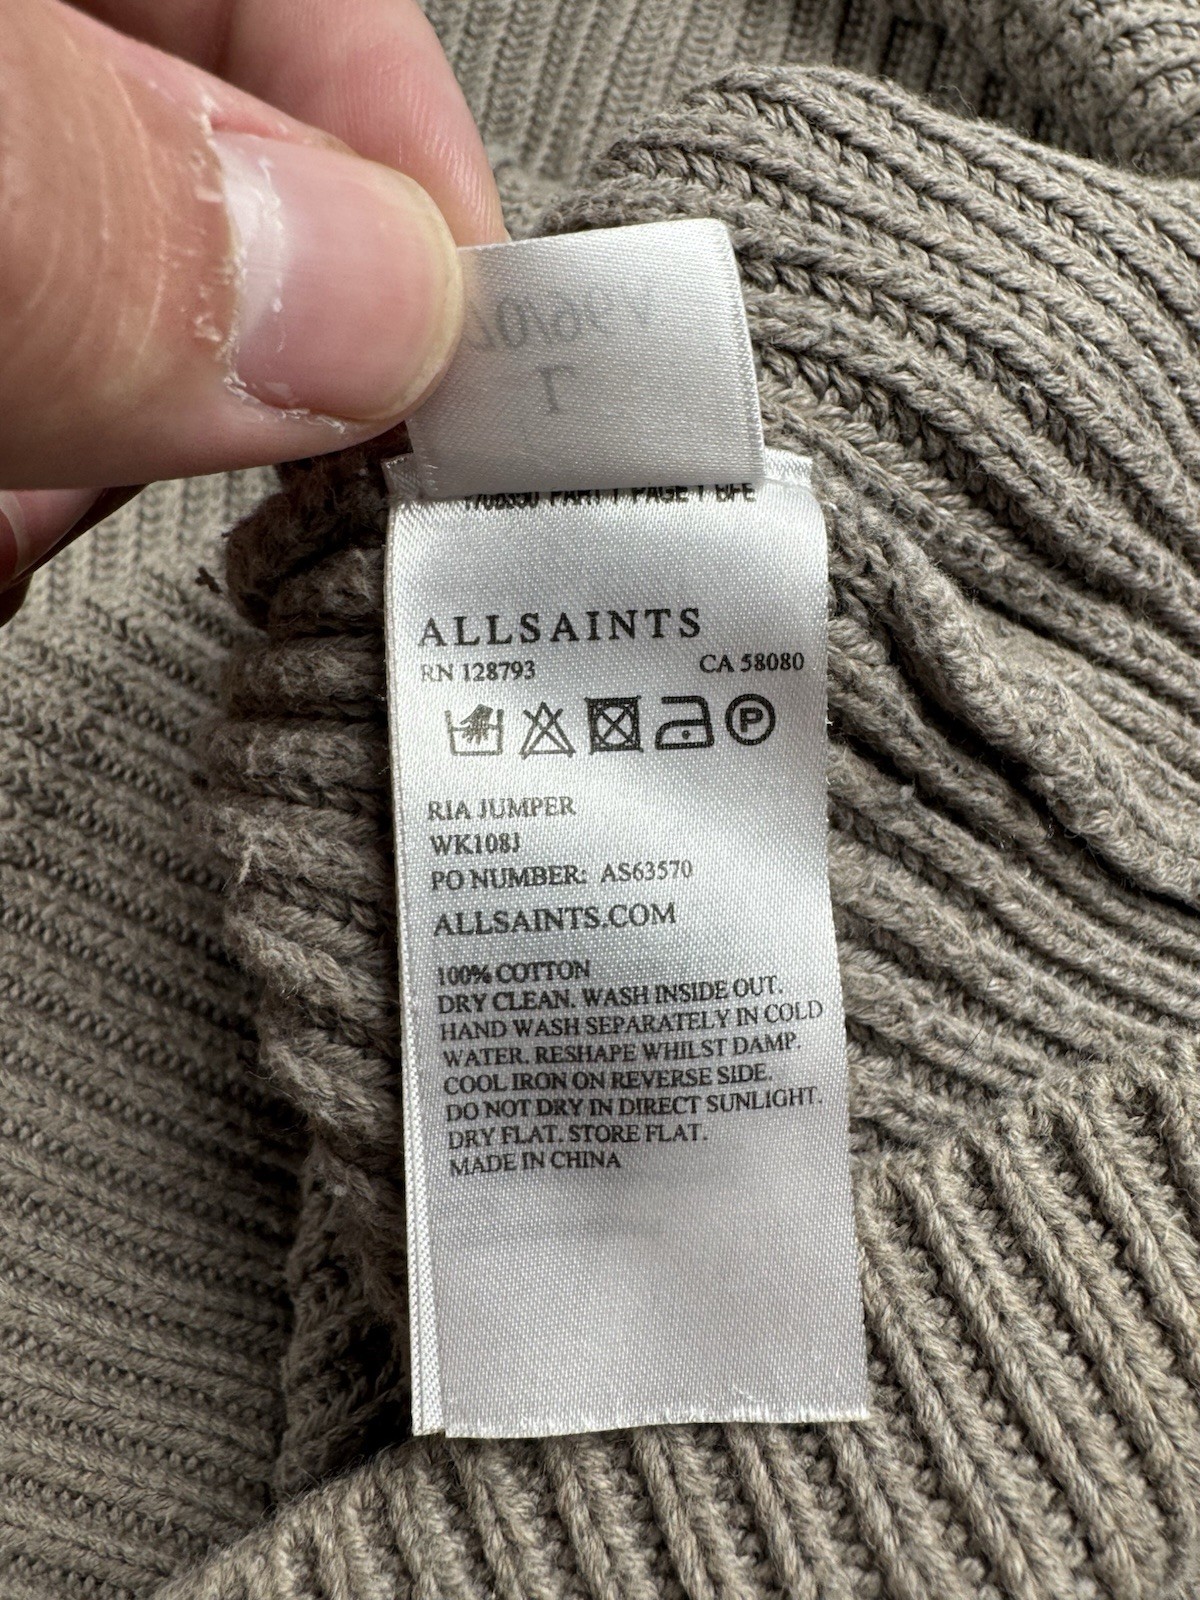 ALLSAINTS
RN 128793 CA 58080
P
RIA JUMPER
WK108J
PO NUMBER: AS63570
ALLSAINTS.COM
100% COTTON
DRY CLEAN. WASH INSIDE OUT.
HAND WASH SEPARATELY IN COLD
WATER. RESHAPE WHILST DAMP.
COOL IRON ON REVERSE SIDE.
DO NOT DRY IN DIRECT SUNLIGHT.
DRY FLAT. STORE FLAT.
MADE IN CHINA